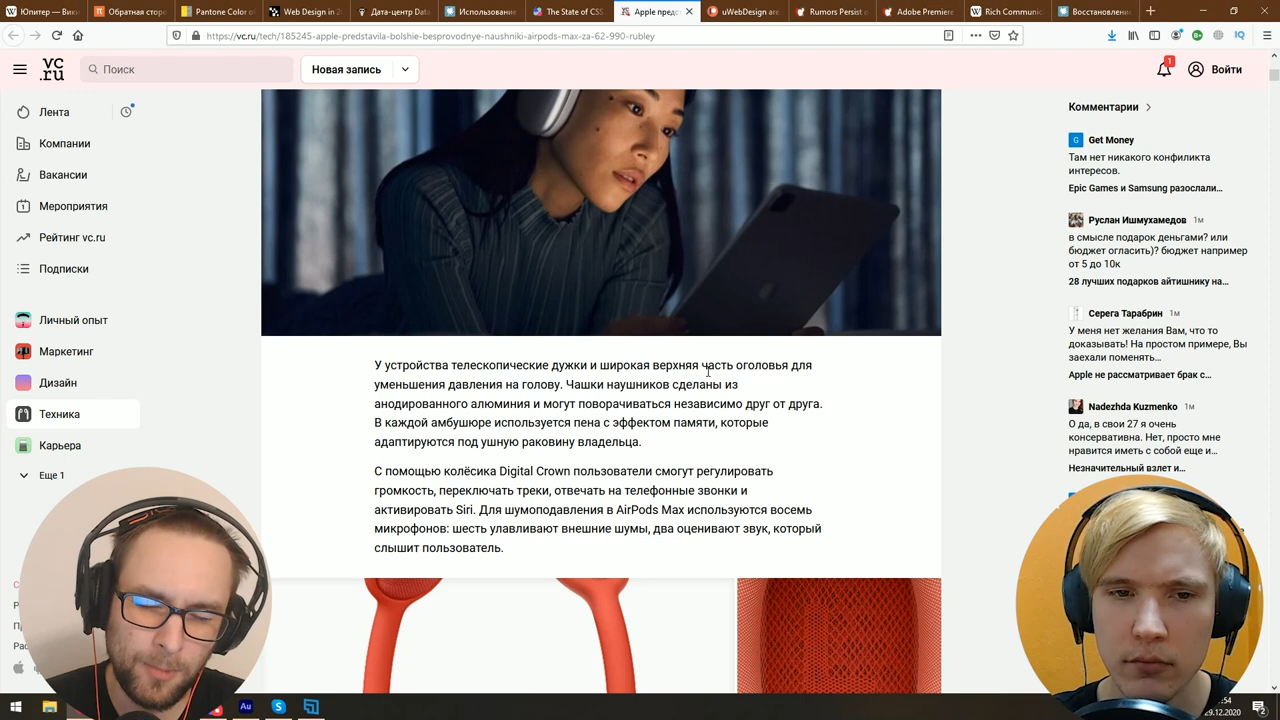 Юпитер — Вики
Обратная сторо
Pantone Color of
Web Design in 2
Дата-центр Data
Использование
The State of CSS
Apple предс
uWebDesign are
Rumors Persist o
Adobe Premiere
Rich Communic
Восстановлени
https://vc.ru/tech/185245-apple-predstavila-bolshie-besprovodnye-naushniki-airpods-max-za-62-990-rubley
vc.ru
Поиск
Новая запись
1
Войти
Лента
Компании
Вакансии
Мероприятия
Рейтинг vc.ru
Подписки
Личный опыт
Маркетинг
Дизайн
Техника
Карьера
Еще 1
У устройства телескопические дужки и широкая верхняя часть оголовья для
уменьшения давления на голову. Чашки наушников сделаны из
анодированного алюминия и могут поворачиваться независимо друг от друга.
В каждой амбушюре используется пена с эффектом памяти, которые
адаптируются под ушную раковину владельца.
С помощью колёсика Digital Crown пользователи смогут регулировать
громкость, переключать треки, отвечать на телефонные звонки и
активировать Siri. Для шумоподавления в AirPods Max используются восемь
микрофонов: шесть улавливают внешние шумы, два оценивают звук, который
слышит пользователь.
Комментарии
G
Get Money
Там нет никакого конфликта
интересов.
Epic Games и Samsung разослали…
Руслан Ишмухамедов 1м
в смысле подарок деньгами? или
бюджет огласить)? бюджет например
от 5 до 10к
28 лучших подарков айтишнику на…
Серега Тарабрин 1м
У меня нет желания Вам, что то
доказывать! На простом примере, Вы
заехали поменять…
Apple не рассматривает брак с…
Nadezhda Kuzmenko 1м
О да, в свои 27 я очень
консервативна. Нет, просто мне
нравится иметь с собой еще и…
Незначительный взлет и…
Au
S
:54
29.12.2020
2